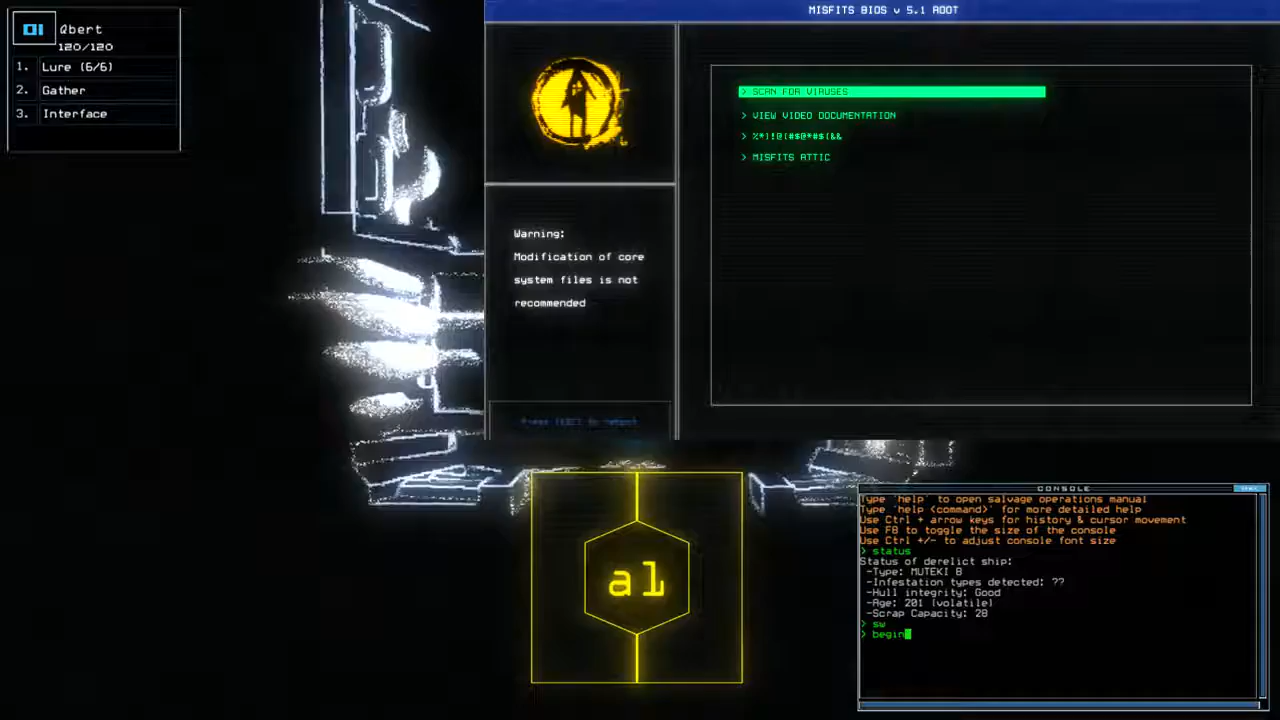 01 Qbert
120/120
1. Lure (6/6)
2. Gather
3. Interface
MISFITS BIOS v 5.1 ROOT
> SCAN FOR VIRUSES
> VIEW VIDEO DOCUMENTATION
> %*)!@(#$@*#$(&&
> MISFITS ATTIC
Warning:
Modification of core
system files is not
recommended
a1
CONSOLE
Type 'help' to open salvage operations manual
Type 'help <command>' for more detailed help
Use Ctrl + arrow keys for history & cursor movement
Use F8 to toggle the size of the console
Use Ctrl +/- to adjust console font size
> status
Status of derelict ship:
-Type: MUTEKI B
-Infestation types detected: ??
-Hull integrity: Good
-Age: 201 (volatile)
-Scrap Capacity: 28
> sw
> begin